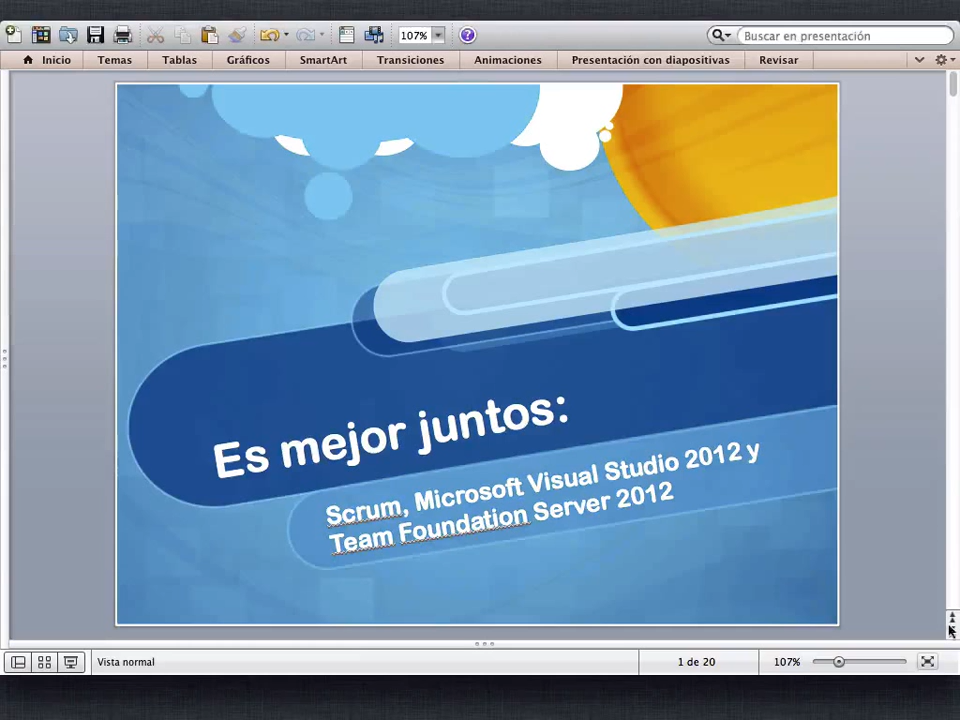 107%
Buscar en presentación
Inicio Temas Tablas Gráficos SmartArt Transiciones Animaciones Presentación con diapositivas Revisar
Es mejor juntos:
Scrum, Microsoft Visual Studio 2012 y
Team Foundation Server 2012
Vista normal 1 de 20 107%